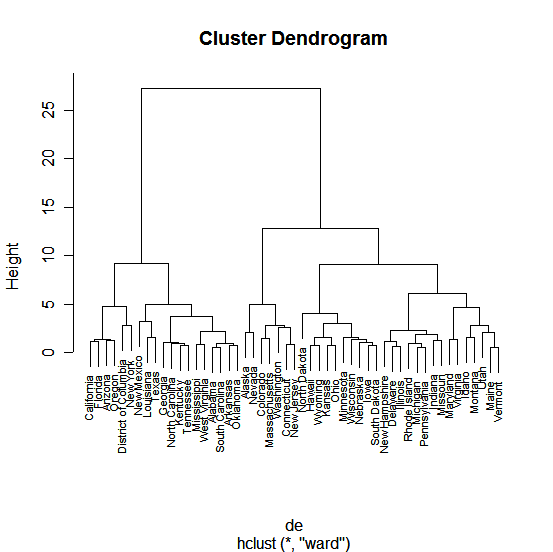 Cluster Dendrogram
Height
25
20
15
10
5
0
California
Florida
Arizona
Oregon
District of Columbia
New York
New Mexico
Louisiana
Texas
Georgia
North Carolina
Kentucky
Tennessee
Mississippi
West Virginia
Alabama
South Carolina
Arkansas
Oklahoma
Alaska
Nevada
Colorado
Massachusetts
Washington
Connecticut
New Jersey
North Dakota
Hawaii
Wyoming
Kansas
Ohio
Minnesota
Wisconsin
Nebraska
Iowa
South Dakota
New Hampshire
Delaware
Illinois
Rhode Island
Michigan
Pennsylvania
Indiana
Missouri
Maryland
Virginia
Idaho
Montana
Utah
Maine
Vermont
de
hclust (*, "ward")